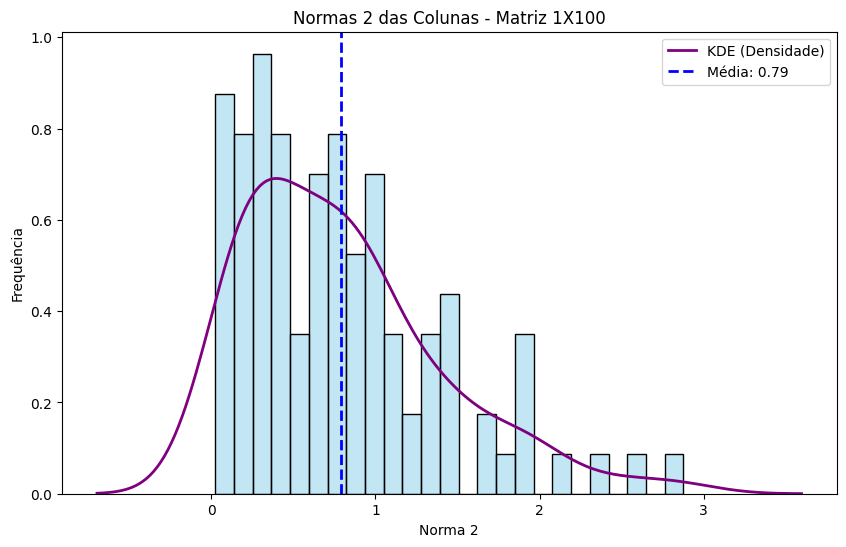 Normas 2 das Colunas - Matriz 1X100
KDE (Densidade)
Média: 0.79
Frequência
1.0
0.8
0.6
0.4
0.2
0.0
0 1 2 3
Norma 2